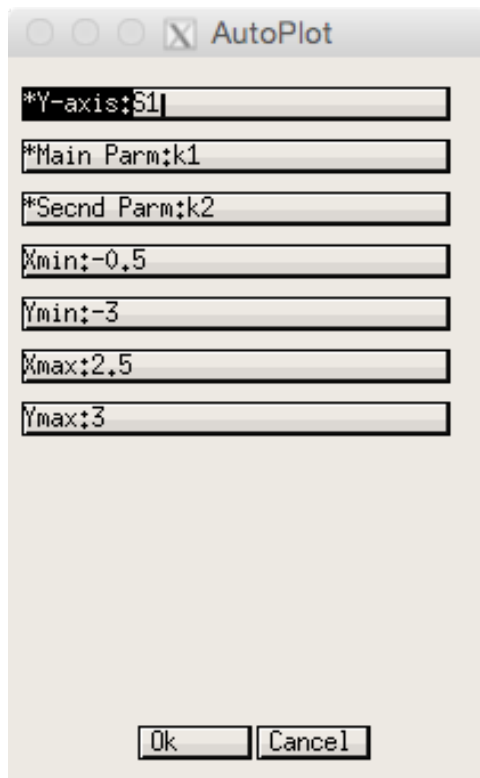 X AutoPlot
*Y-axis:S1
*Main Parm:k1
*Secnd Parm:k2
Xmin:-0.5
Ymin:-3
Xmax:2.5
Ymax:3
Ok Cancel